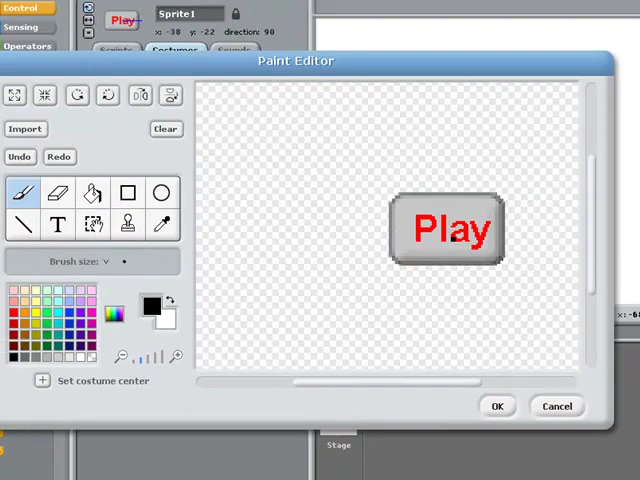 Control
Sensing
Operators
Play
Sprite1
x: -38 y: -22 direction: 90
Scripts
Costumes
Sounds
Paint Editor
Import
Clear
Undo
Redo
Play
Brush size:
Set costume center
OK
Cancel
Stage